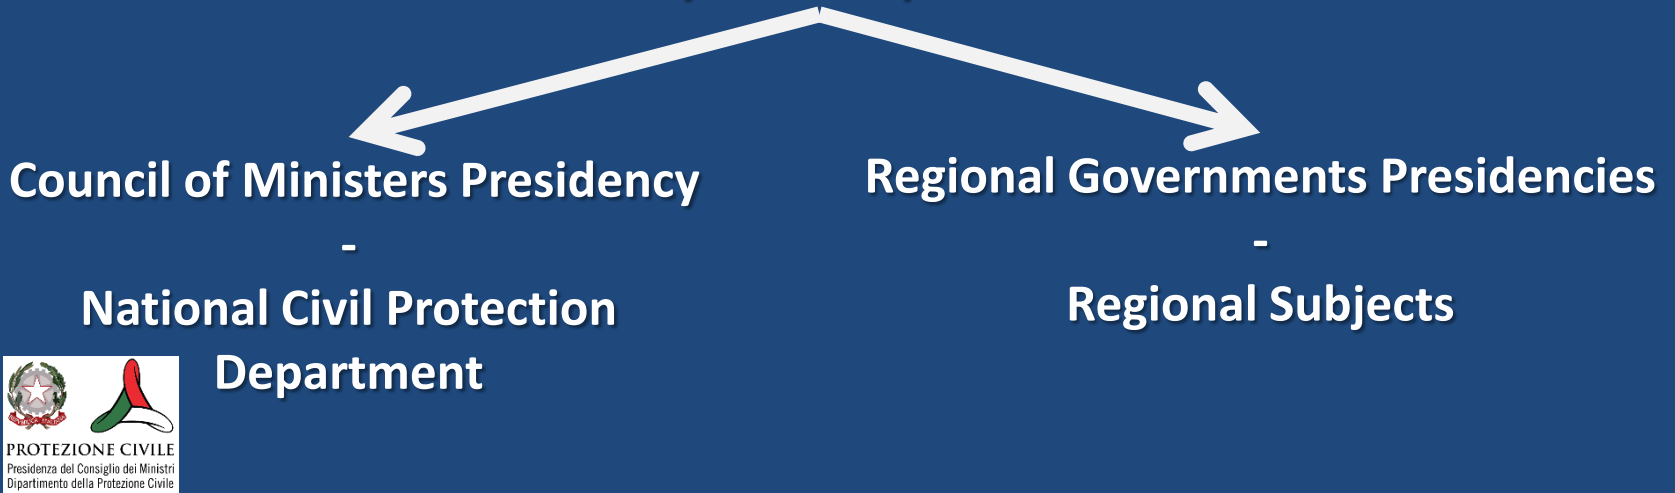 Council of Ministers Presidency
-
National Civil Protection
Department
Regional Governments Presidencies
-
Regional Subjects
PROTEZIONE CIVILE
Presidenza del Consiglio dei Ministri
Dipartimento della Protezione Civile